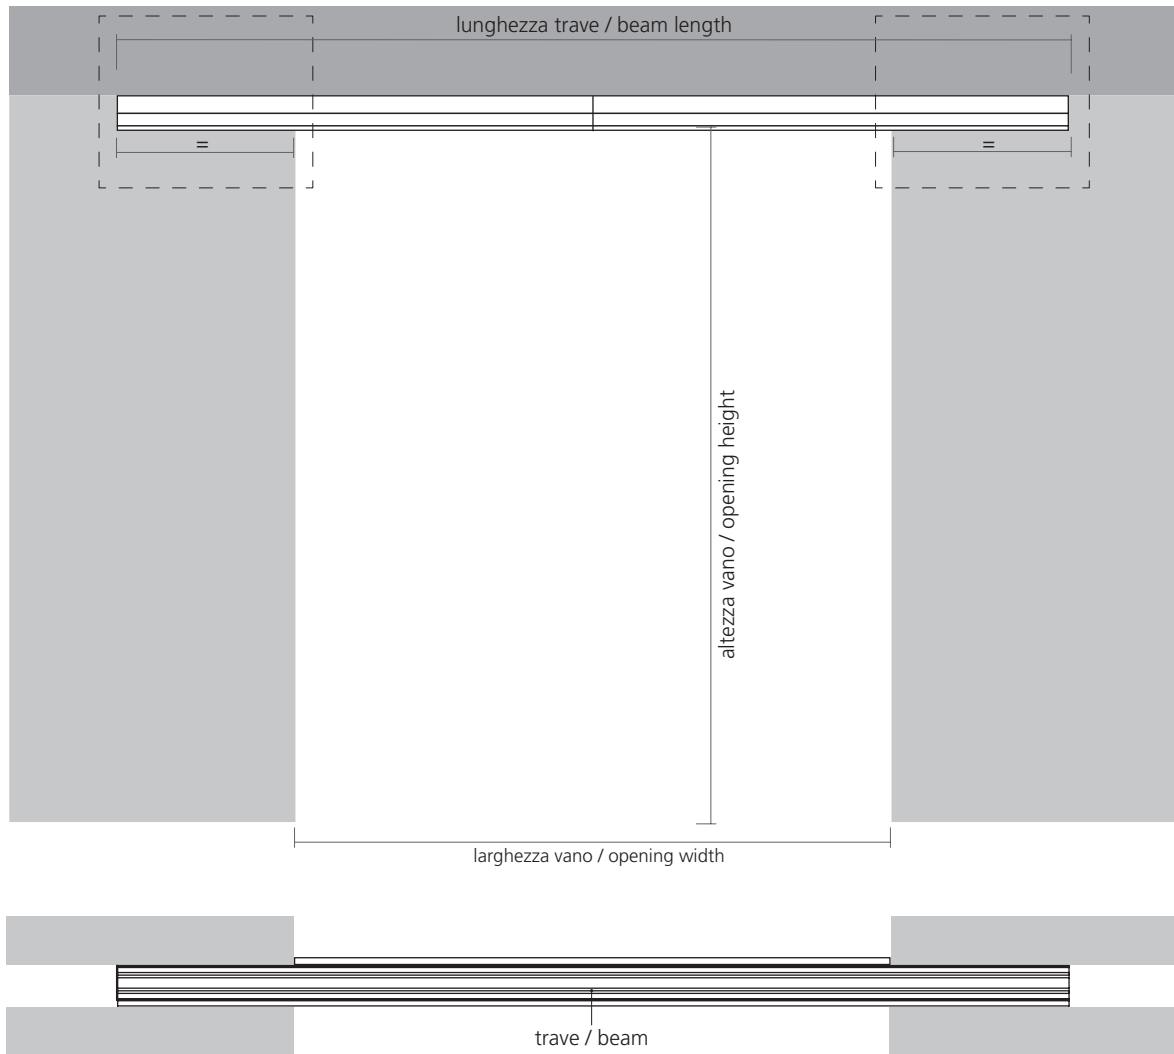 lunghezza trave / beam length
=
=
altezza vano / opening height
larghezza vano / opening width
trave / beam